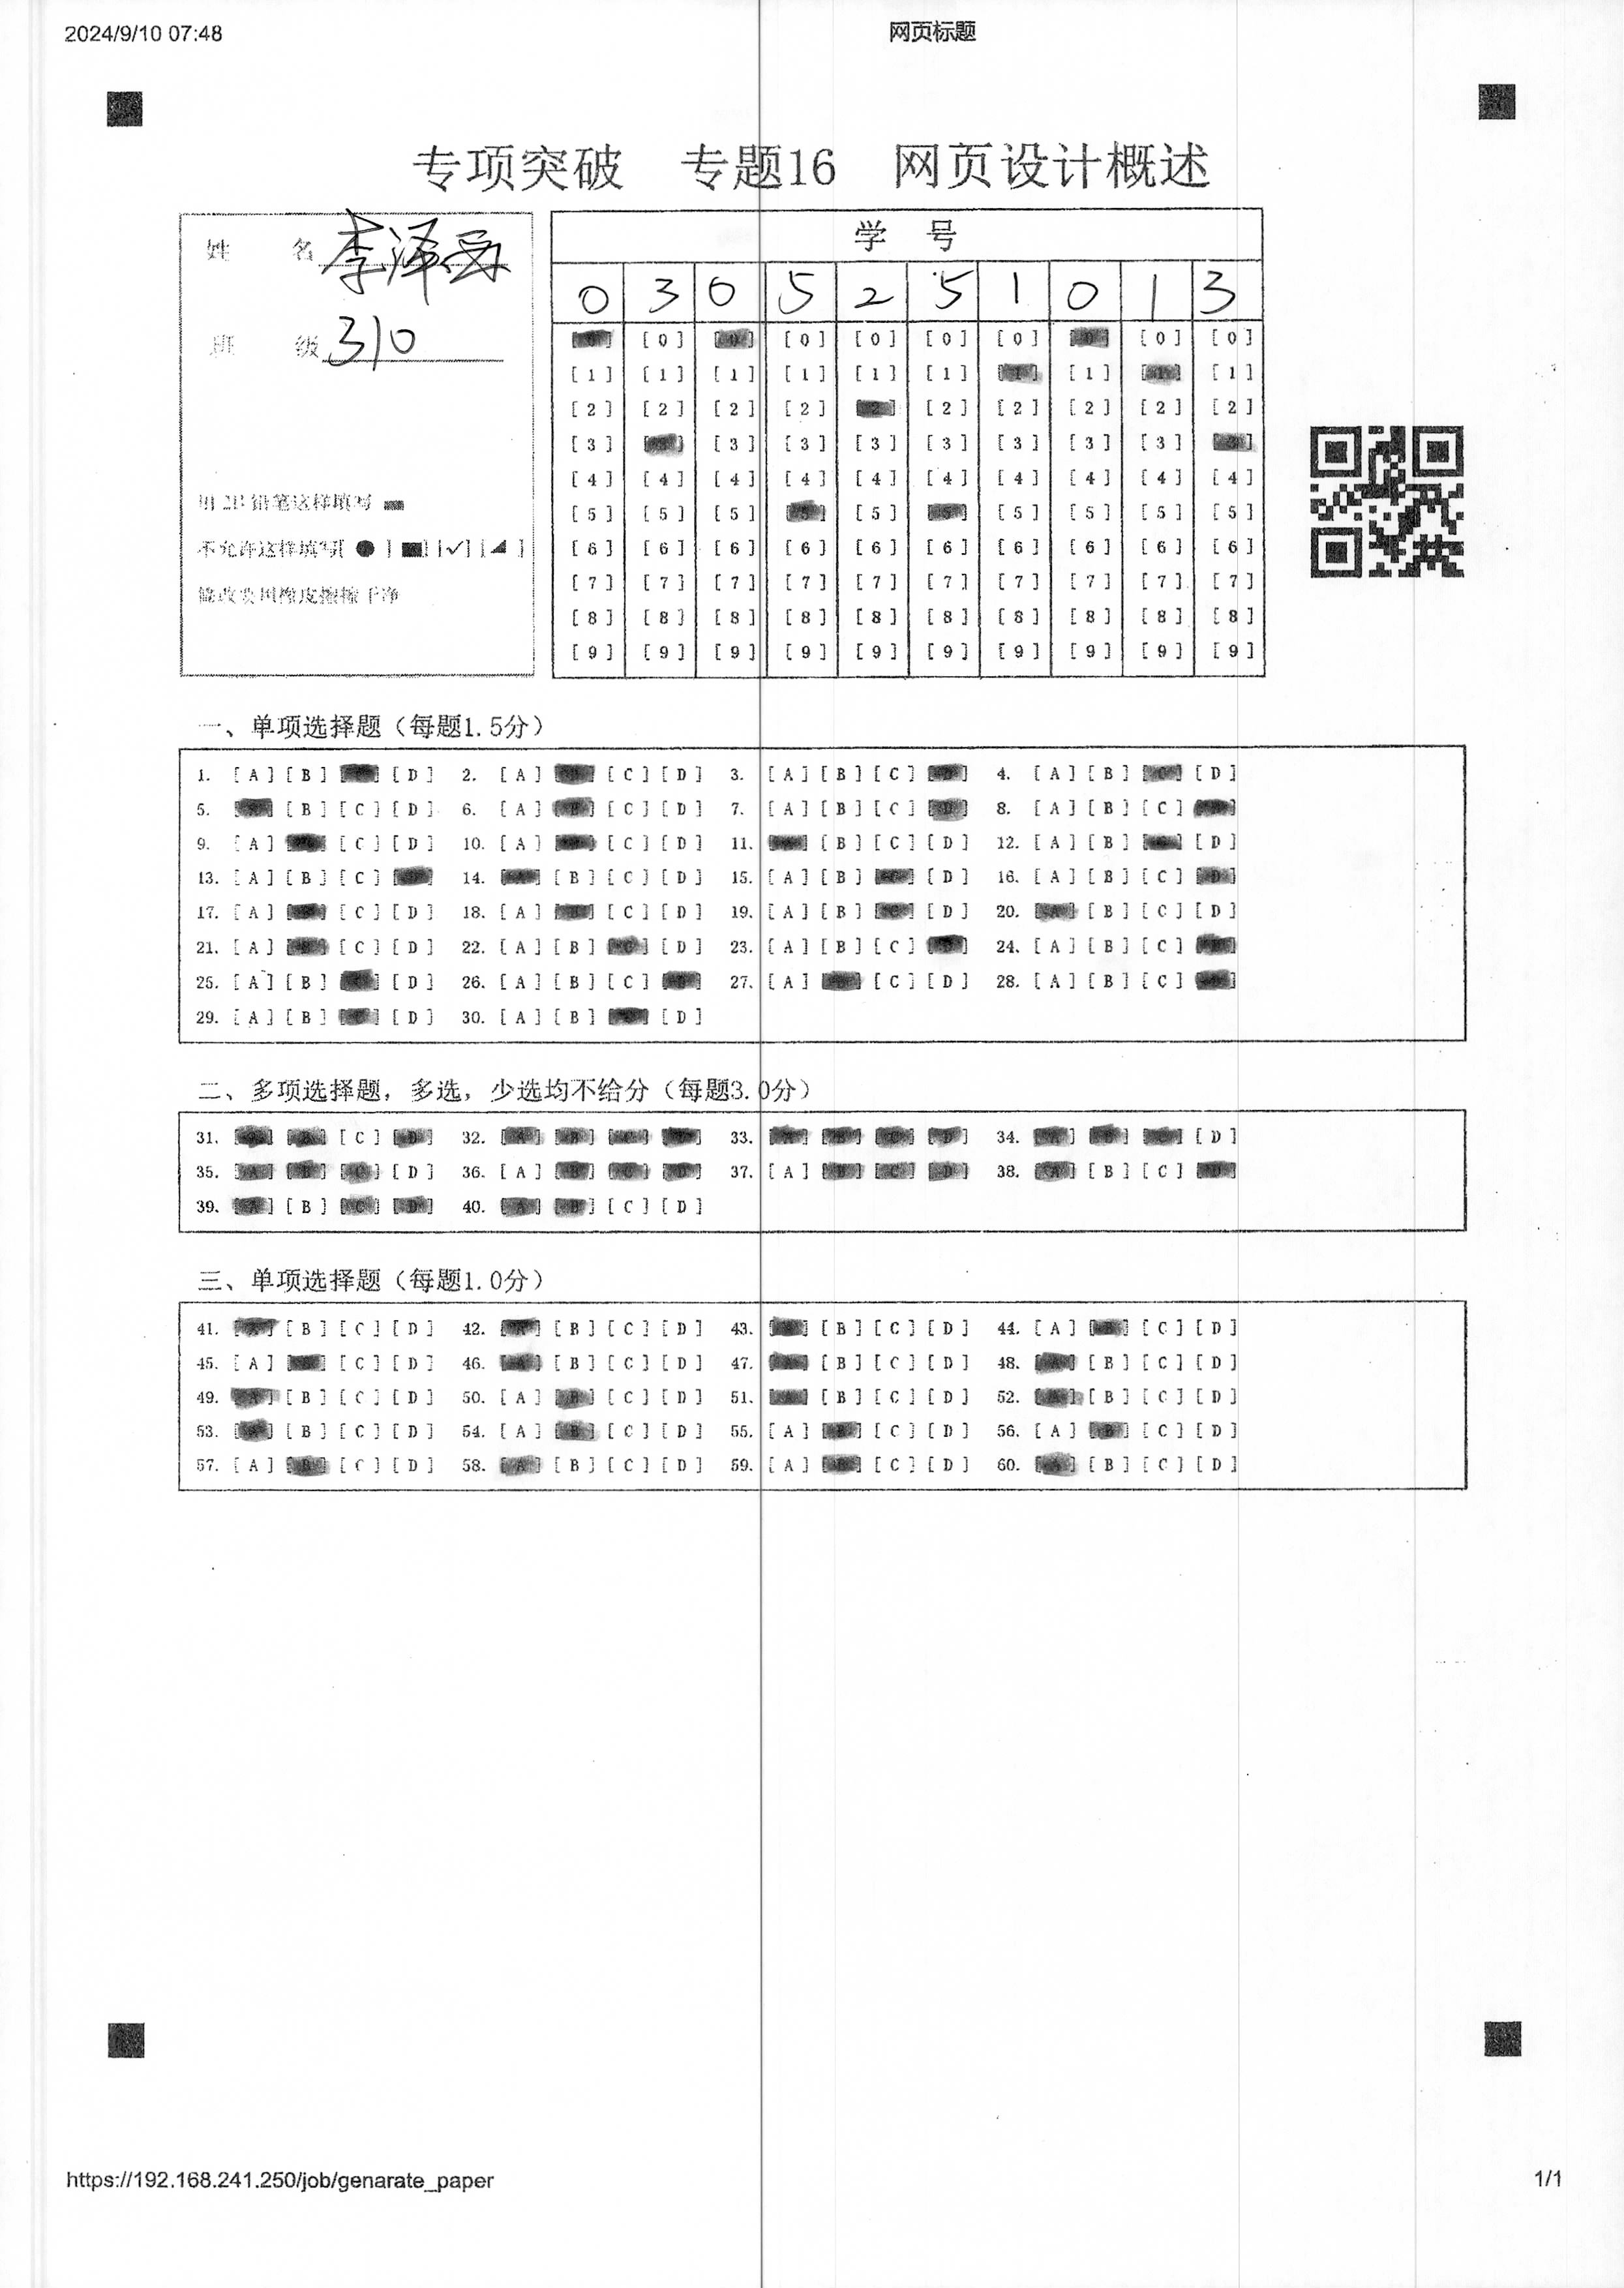 2024/9/10 07:48 网页标题
专项突破 专题16 网页设计概述
姓 名 李泽
班 级 310
用 2B 铅笔这样填写
不允许这样填写[ ● ] [■] [✓] [◢ ]
修改要用橡皮擦擦干净
学 号
0 3 0 5 2 5 1 0 1 3
[0] [0] [0] [0] [0] [0] [0] [0] [0] [0]
[1] [1] [1] [1] [1] [1] [1] [1] [1] [1]
[2] [2] [2] [2] [2] [2] [2] [2] [2] [2]
[3] [3] [3] [3] [3] [3] [3] [3] [3] [3]
[4] [4] [4] [4] [4] [4] [4] [4] [4] [4]
[5] [5] [5] [5] [5] [5] [5] [5] [5] [5]
[6] [6] [6] [6] [6] [6] [6] [6] [6] [6]
[7] [7] [7] [7] [7] [7] [7] [7] [7] [7]
[8] [8] [8] [8] [8] [8] [8] [8] [8] [8]
[9] [9] [9] [9] [9] [9] [9] [9] [9] [9]
一、单项选择题（每题1.5分）
1. [A] [B] [■] [D] 2. [A] [■] [C] [D] 3. [A] [B] [C] [■] 4. [A] [B] [■] [D]
5. [■] [B] [C] [D] 6. [A] [■] [C] [D] 7. [A] [B] [C] [■] 8. [A] [B] [C] [■]
9. [A] [■] [C] [D] 10. [A] [■] [C] [D] 11. [■] [B] [C] [D] 12. [A] [B] [■] [D]
13. [A] [B] [C] [■] 14. [■] [B] [C] [D] 15. [A] [B] [■] [D] 16. [A] [B] [C] [■]
17. [A] [■] [C] [D] 18. [A] [■] [C] [D] 19. [A] [B] [■] [D] 20. [■] [B] [C] [D]
21. [A] [■] [C] [D] 22. [A] [B] [■] [D] 23. [A] [B] [C] [■] 24. [A] [B] [C] [■]
25. [A] [B] [■] [D] 26. [A] [B] [C] [■] 27. [A] [■] [C] [D] 28. [A] [B] [C] [■]
29. [A] [B] [■] [D] 30. [A] [B] [■] [D]
二、多项选择题，多选，少选均不给分（每题3.0分）
31. [■] [■] [C] [■] 32. [■] [■] [■] [■] 33. [■] [■] [■] [■] 34. [■] [■] [■] [D]
35. [■] [■] [■] [D] 36. [A] [■] [■] [■] 37. [A] [■] [■] [■] 38. [■] [B] [C] [■]
39. [■] [B] [■] [■] 40. [■] [■] [C] [D]
三、单项选择题（每题1.0分）
41. [■] [B] [C] [D] 42. [■] [B] [C] [D] 43. [■] [B] [C] [D] 44. [A] [■] [C] [D]
45. [A] [■] [C] [D] 46. [■] [B] [C] [D] 47. [■] [B] [C] [D] 48. [■] [B] [C] [D]
49. [■] [B] [C] [D] 50. [A] [■] [C] [D] 51. [■] [B] [C] [D] 52. [■] [B] [C] [D]
53. [■] [B] [C] [D] 54. [A] [■] [C] [D] 55. [A] [■] [C] [D] 56. [A] [■] [C] [D]
57. [A] [■] [C] [D] 58. [■] [B] [C] [D] 59. [A] [■] [C] [D] 60. [■] [B] [C] [D]
https://192.168.241.250/job/genarate_paper 1/1